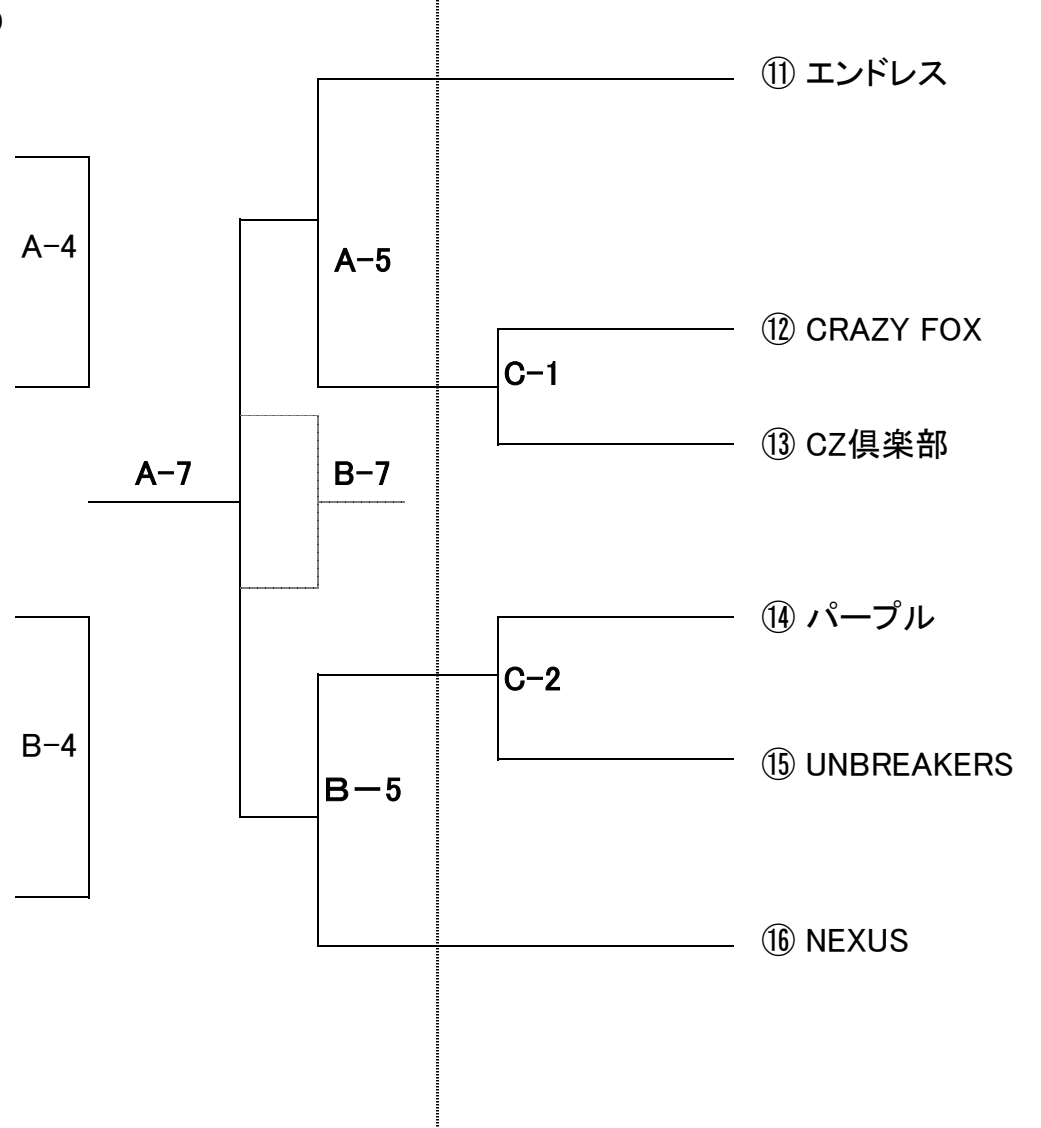 ⑪ エンドレス
A-4
A-5
⑫ CRAZY FOX
C-1
⑬ CZ倶楽部
A-7
B-7
⑭ パープル
C-2
B-4
⑮ UNBREAKERS
B－5
⑯ NEXUS